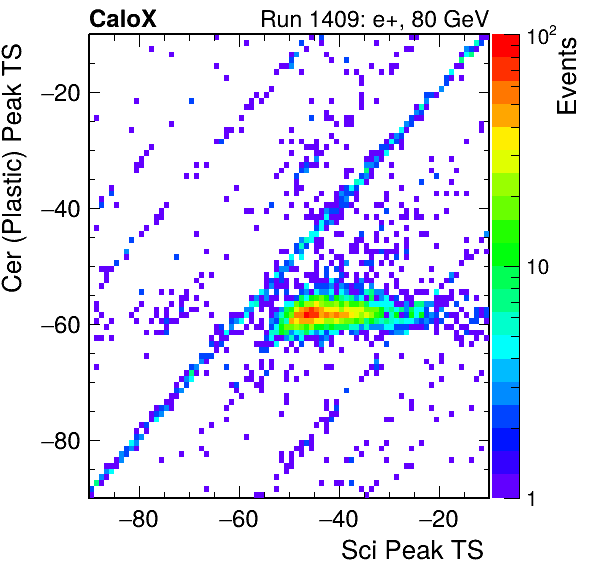 CaloX Run 1409: e+, 80 GeV
Cer (Plastic) Peak TS
−20
−40
−60
−80
−80 −60 −40 −20
Sci Peak TS
10²
10
1
Events